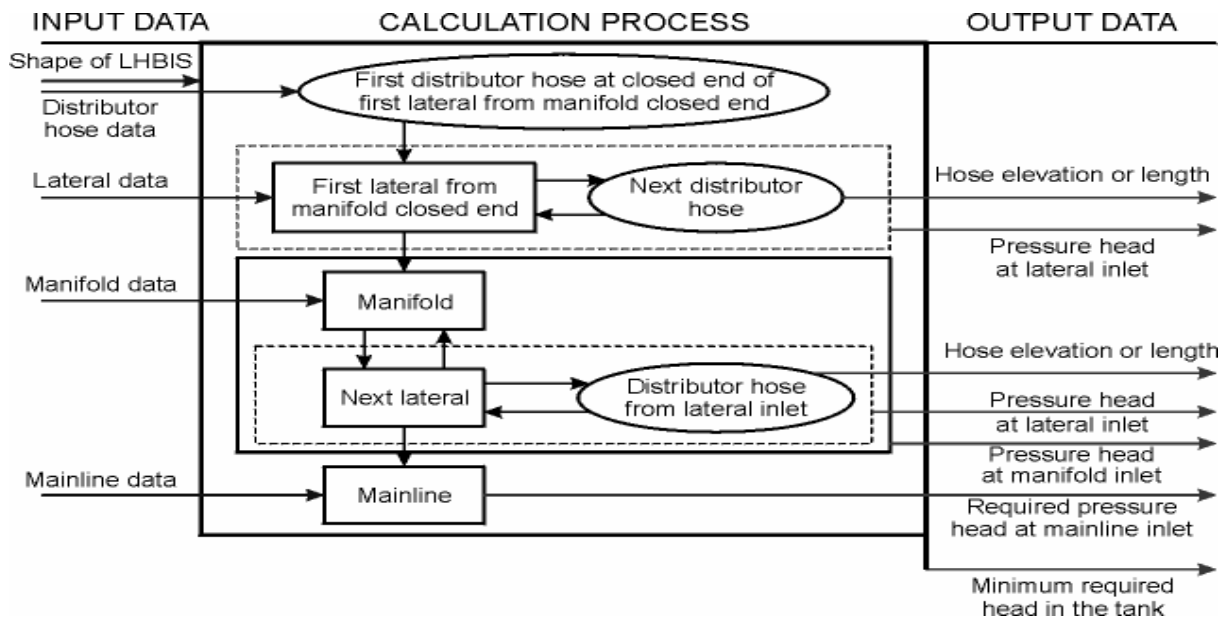 INPUT DATA
CALCULATION PROCESS
OUTPUT DATA
Shape of LHBIS
Distributor
hose data
First distributor hose at closed end of
first lateral from manifold closed end
Lateral data
First lateral from
manifold closed end
Next distributor
hose
Hose elevation or length
Pressure head
at lateral inlet
Manifold data
Manifold
Next lateral
Distributor hose
from lateral inlet
Hose elevation or length
Pressure head
at lateral inlet
Pressure head
at manifold inlet
Mainline data
Mainline
Required pressure
head at mainline inlet
Minimum required
head in the tank